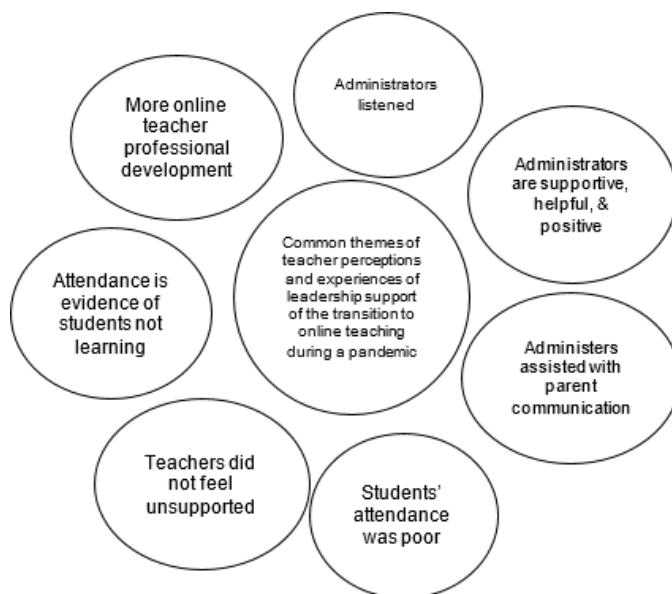 Administrators
listened
More online
teacher
professional
development
Administrators
are supportive,
helpful, &
positive
Common themes of
teacher perceptions
and experiences of
leadership support
of the transition to
online teaching
during a pandemic
Attendance is
evidence of
students not
learning
Administers
assisted with
parent
communication
Teachers did
not feel
unsupported
Students’
attendance
was poor